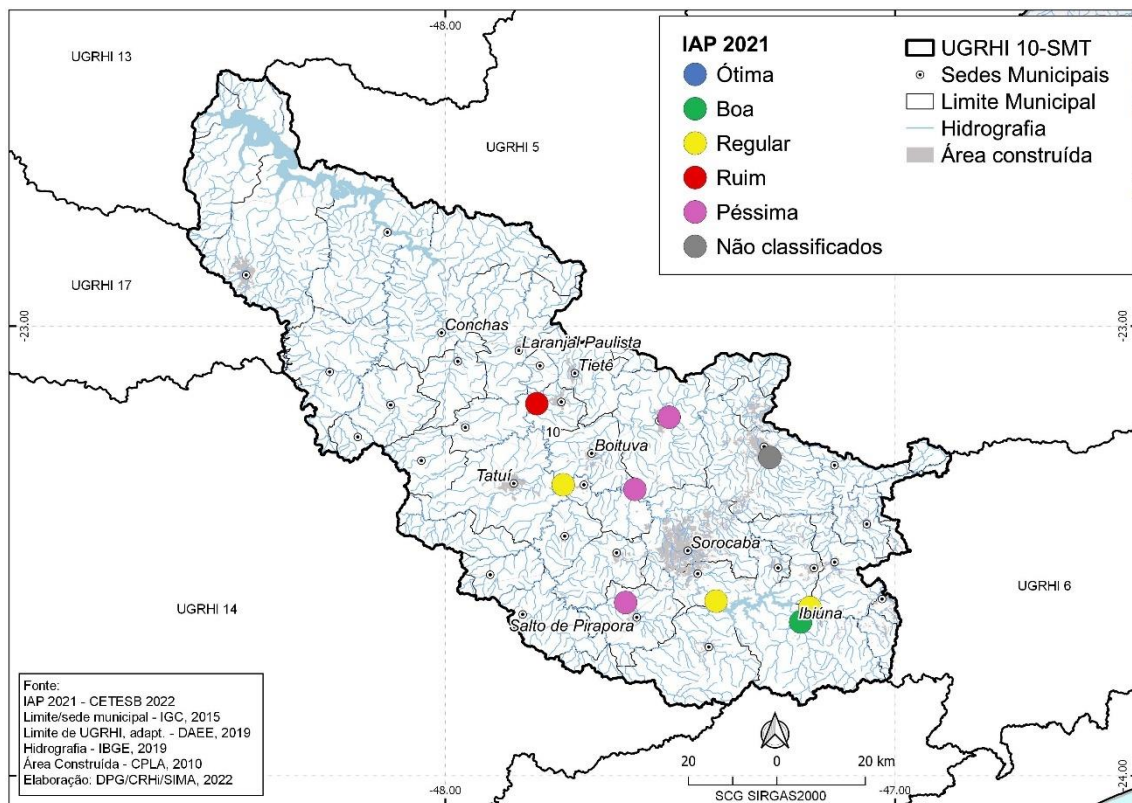 -48.00
UGRHI 13
UGRHI 5
UGRHI 17
-23.00
-23.00
IAP 2021
Ótima
Boa
Regular
Ruim
Péssima
Não classificados
UGRHI 10-SMT
Sedes Municipais
Limite Municipal
Hidrografia
Área construída
Conchas
Laranjal Paulista
Tietê
10
Boituva
Tatuí
Sorocaba
Ibiúna
Salto de Pirapora
UGRHI 14
UGRHI 6
Fonte:
IAP 2021 - CETESB 2022
Limite/sede municipal - IGC, 2015
Limite de UGRHI, adapt. - DAEE, 2019
Hidrografia - IBGE, 2019
Área Construída - CPLA, 2010
Elaboração: DPG/CRHi/SIMA, 2022
20 0 20 km
SCG SIRGAS2000
-48.00
-47.00
-24.00